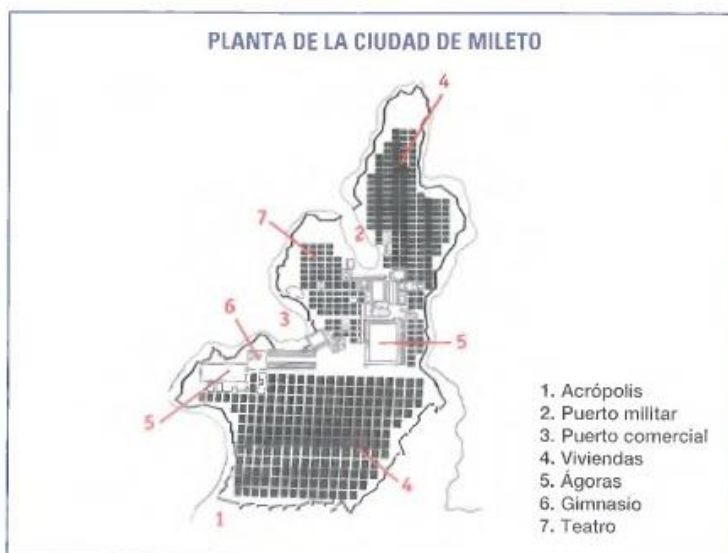 PLANTA DE LA CIUDAD DE MILETO
4
7
2
3
6
5
5
4
1
1. Acrópolis
2. Puerto militar
3. Puerto comercial
4. Viviendas
5. Ágoras
6. Gimnasio
7. Teatro